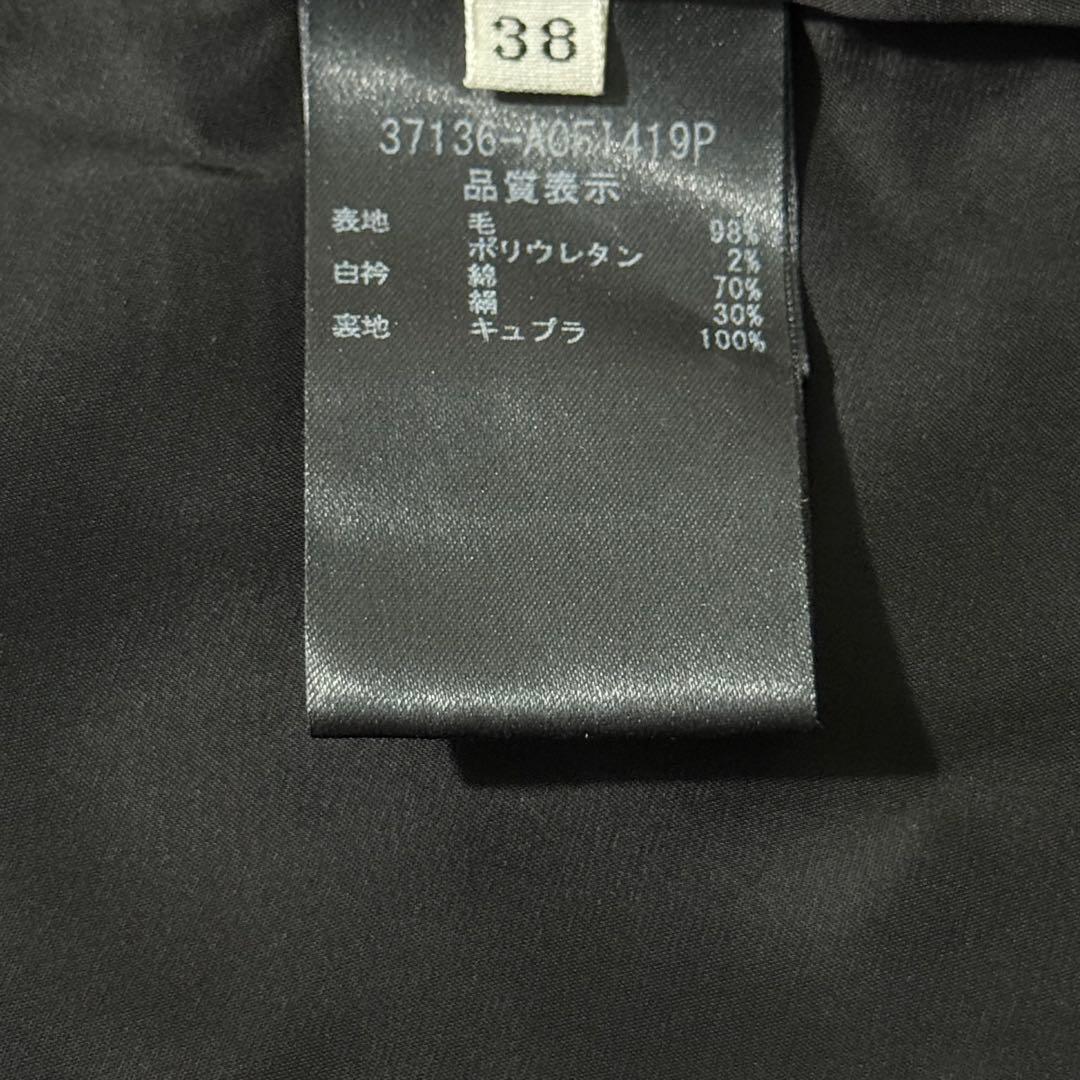 38
37136-A051419P
品質表示
表地 毛 98%
ポリウレタン 2%
白衿 綿 70%
絹 30%
裏地 キュプラ 100%